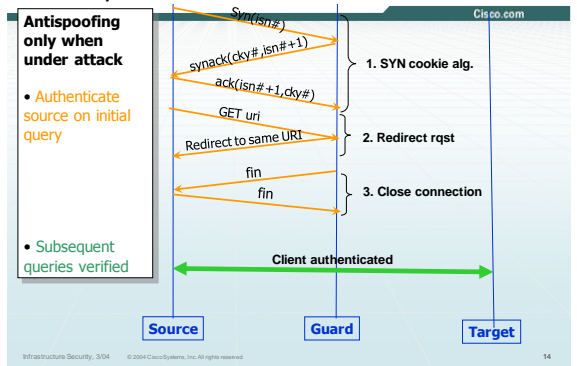 Cisco.com
Antispoofing
only when
under attack
• Authenticate
source on initial
query
• Subsequent
queries verified
Syn(isn#)
synack(cky#,isn#+1)
ack(isn#+1,cky#)
1. SYN cookie alg.
GET uri
Redirect to same URI
2. Redirect rqst
fin
fin
3. Close connection
Client authenticated
Source
Guard
Target
Infrastructure Security, 3/04
© 2004 Cisco Systems, Inc. All rights reserved.
14